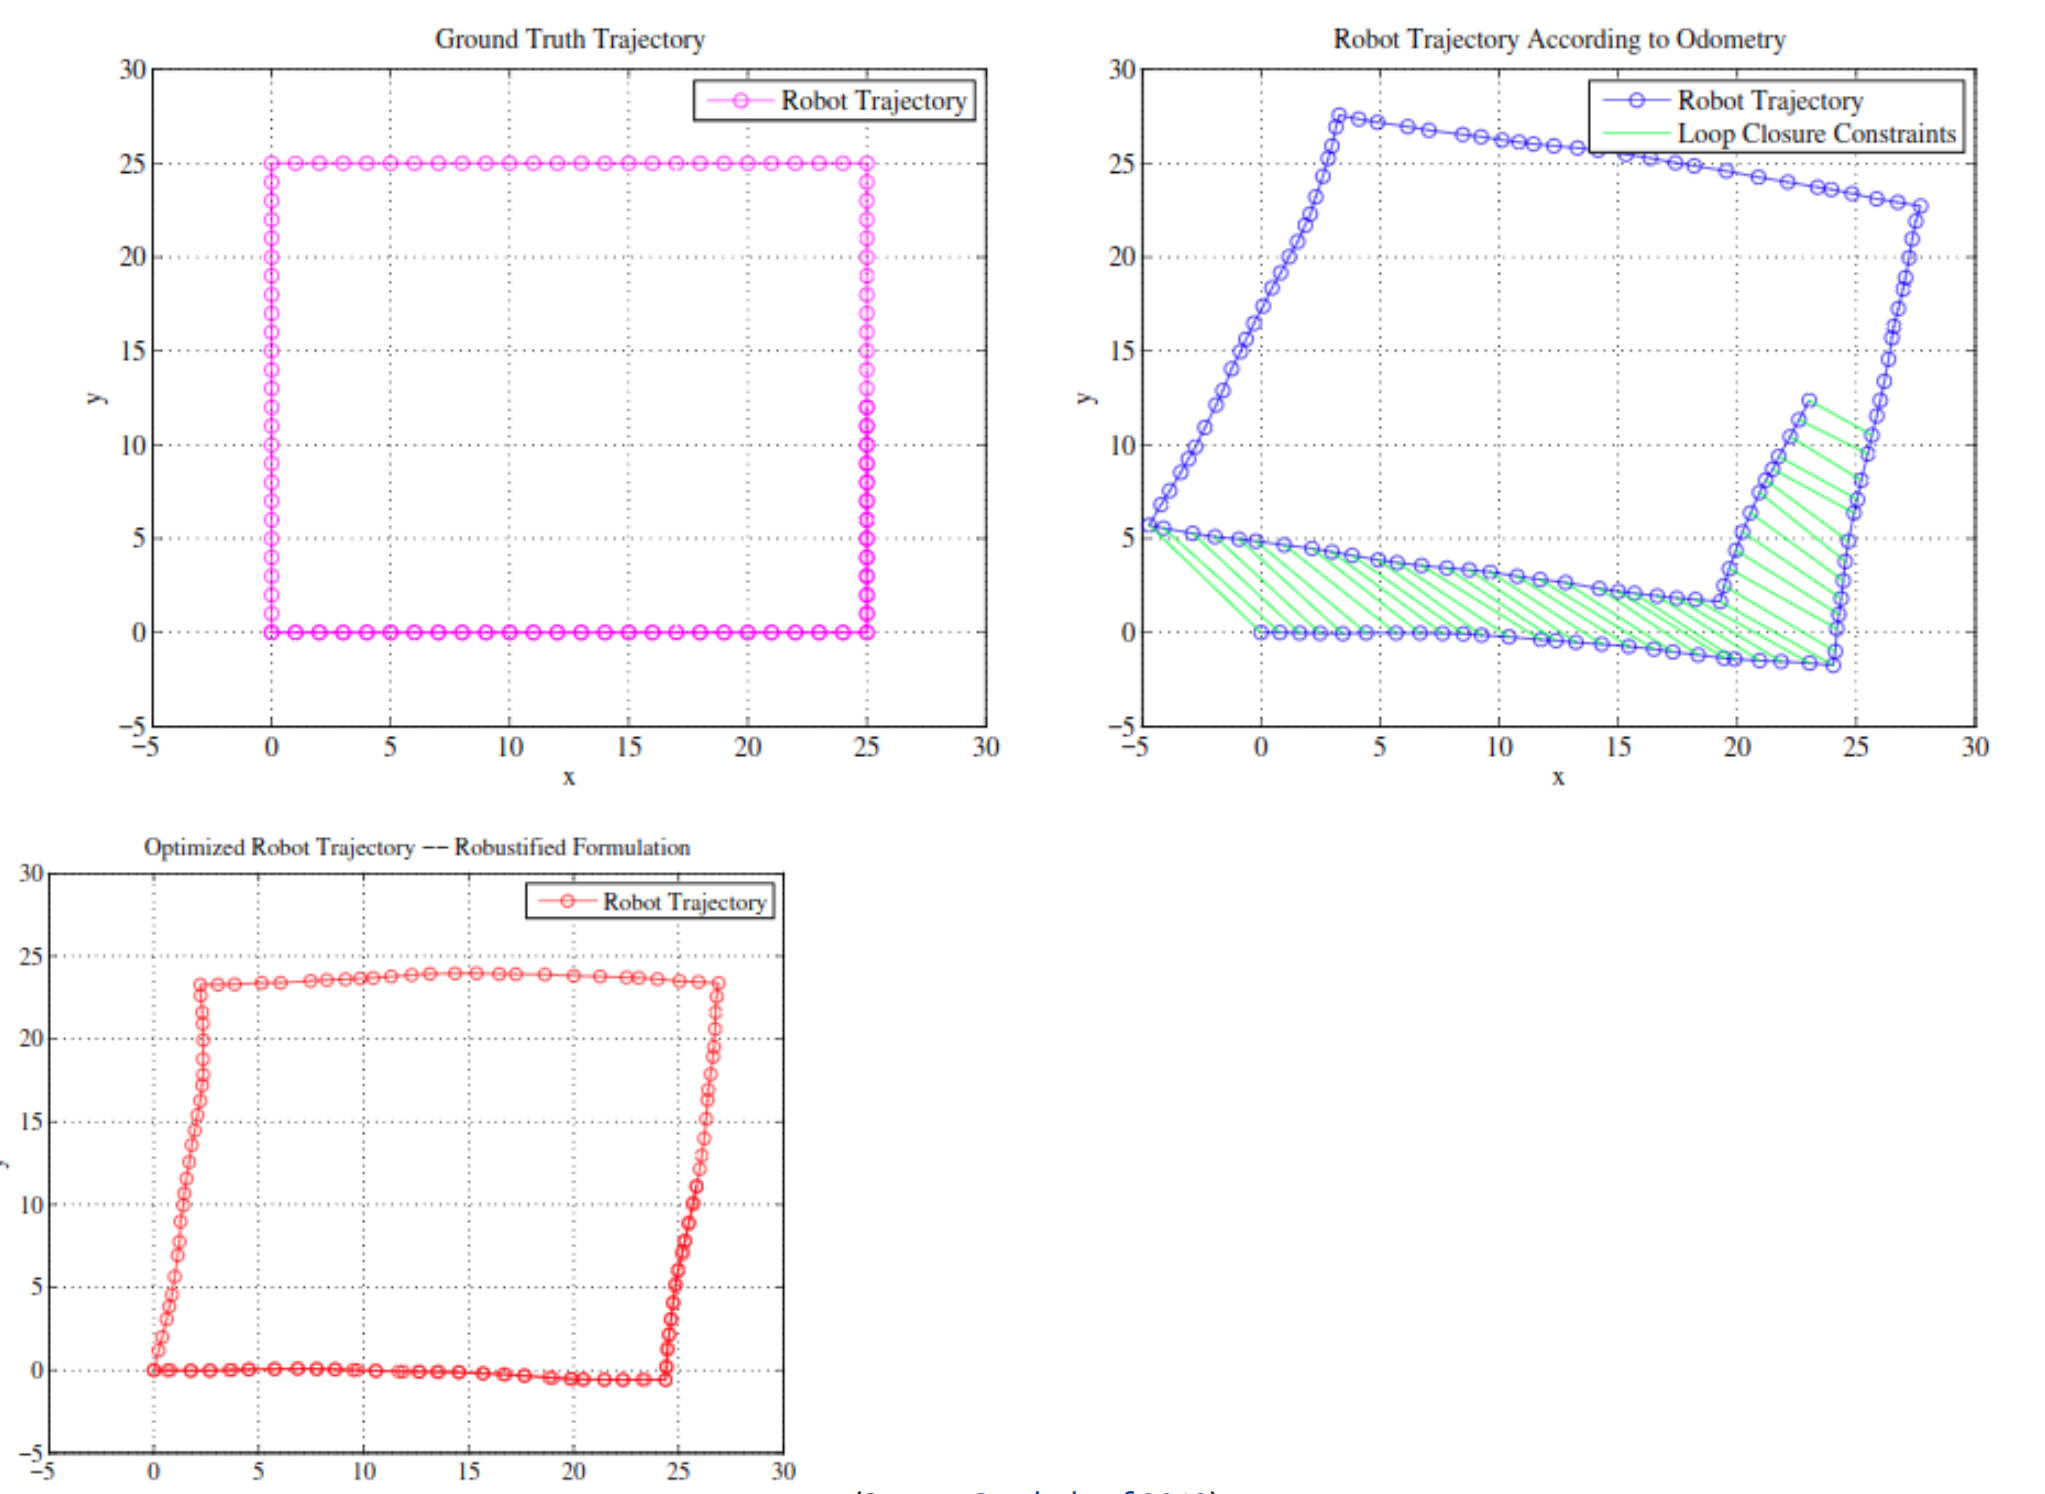 Ground Truth Trajectory
30
25
20
15
10
5
0
−5
y
Robot Trajectory
−5 0 5 10 15 20 25 30
x
Robot Trajectory According to Odometry
30
25
20
15
10
5
0
−5
y
Robot Trajectory
Loop Closure Constraints
−5 0 5 10 15 20 25 30
x
Optimized Robot Trajectory −− Robustified Formulation
30
25
20
15
10
5
0
−5
Robot Trajectory
−5 0 5 10 15 20 25 30